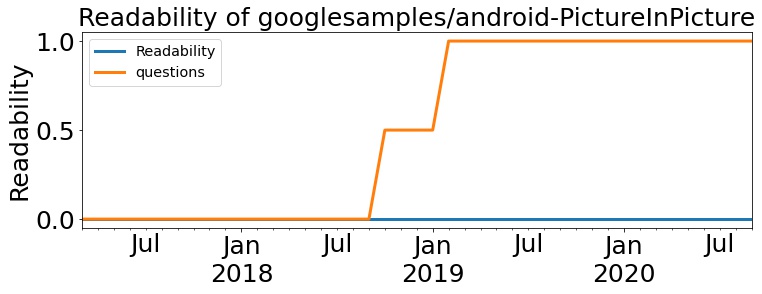 Readability of googlesamples/android-PictureInPicture
Readability
questions
Readability
1.0
0.5
0.0
Jul Jan Jul Jan Jul Jan Jul
2018 2019 2020